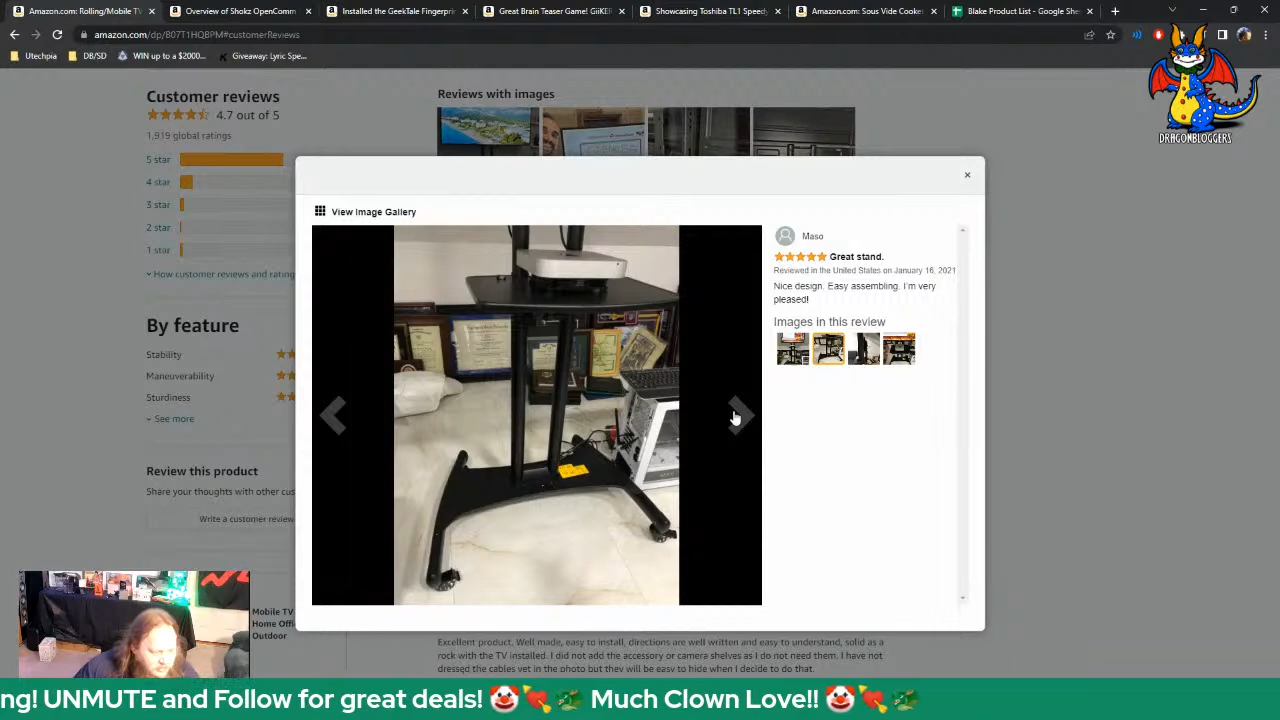 Amazon.com: Rolling/Mobile TV
Overview of Shokz OpenComm
Installed the GeekTale Fingerprin
Great Brain Teaser Game! GiiKER
Showcasing Toshiba TL1 Speedy
Amazon.com: Sous Vide Cooker
Blake Product List - Google Shee
amazon.com/dp/B07T1HQBPM#customerReviews
Utechpia
DB/SD
WIN up to a $2000...
Giveaway: Lyric Spe...
DRAGONBLOGGERS
Customer reviews
4.7 out of 5
1,919 global ratings
5 star
4 star
3 star
2 star
1 star
How customer reviews and rating
By feature
Stability
Maneuverability
Sturdiness
See more
Review this product
Share your thoughts with other cus
Write a customer review
Reviews with images
View Image Gallery
Maso
Great stand.
Reviewed in the United States on January 16, 2021
Nice design. Easy assembling. I'm very
pleased!
Images in this review
Mobile TV
Home Offi
Outdoor
Excellent product. Well made, easy to install, directions are well written and easy to understand, solid as a
rock with the TV installed. I did not add the accessory or camera shelves as I do not need them. I have not
dressed the cables yet in the photo but they will be easy to hide when I decide to do that.
ng! UNMUTE and Follow for great deals! 🤡💘🐲 Much Clown Love!! 🤡💘🐲